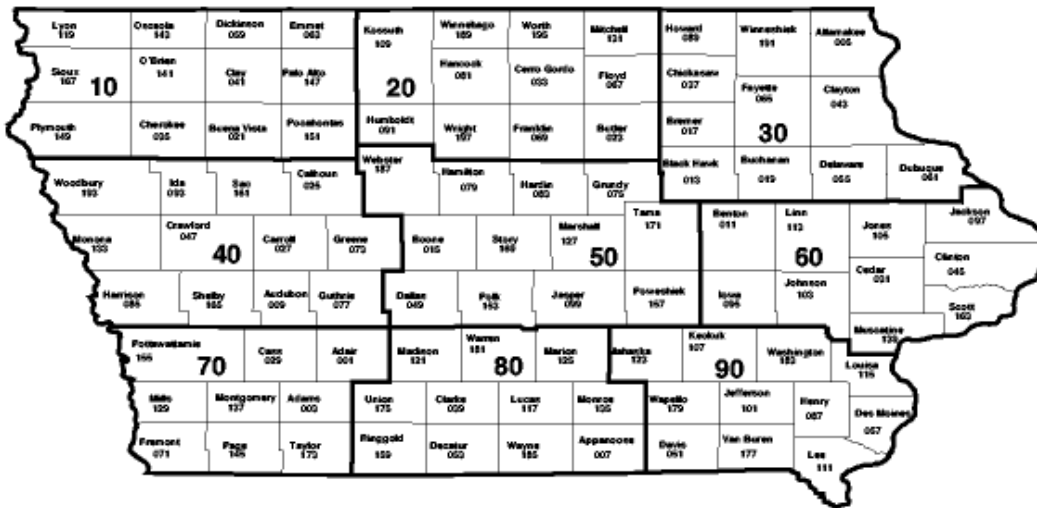 Lyon
119
Osceola
143
Dickinson
059
Emmet
063
Kossuth
109
Winnebago
189
Worth
195
Mitchell
131
Howard
089
Winneshiek
191
Allamakee
005
Sioux
167
O'Brien
141
Clay
041
Palo Alto
147
10
Hancock
081
Cerro Gordo
033
Floyd
067
20
Chickasaw
037
Fayette
065
Clayton
043
Plymouth
149
Cherokee
035
Buena Vista
021
Pocahontas
151
Humboldt
091
Wright
197
Franklin
069
Butler
023
Bremer
017
30
Woodbury
193
Ida
093
Sac
161
Calhoun
025
Webster
187
Hamilton
079
Hardin
083
Grundy
075
Black Hawk
013
Buchanan
019
Delaware
055
Dubuque
061
Monona
133
Crawford
047
Carroll
027
Greene
073
40
Boone
015
Story
169
Marshall
127
Tama
171
50
Benton
011
Linn
113
Jones
105
Jackson
097
60
Harrison
085
Shelby
165
Audubon
009
Guthrie
077
Dallas
049
Polk
153
Jasper
099
Poweshiek
157
Iowa
095
Johnson
103
Cedar
031
Clinton
045
Scott
163
Muscatine
139
Pottawattamie
155
Cass
029
Adair
001
70
Madison
121
Warren
181
Marion
125
80
Mahaska
123
Keokuk
107
Washington
183
Louisa
115
90
Mills
129
Montgomery
137
Adams
003
Union
175
Clarke
039
Lucas
117
Monroe
135
Wapello
179
Jefferson
101
Henry
087
Des Moines
057
Fremont
071
Page
145
Taylor
173
Ringgold
159
Decatur
053
Wayne
185
Appanoose
007
Davis
051
Van Buren
177
Lee
111